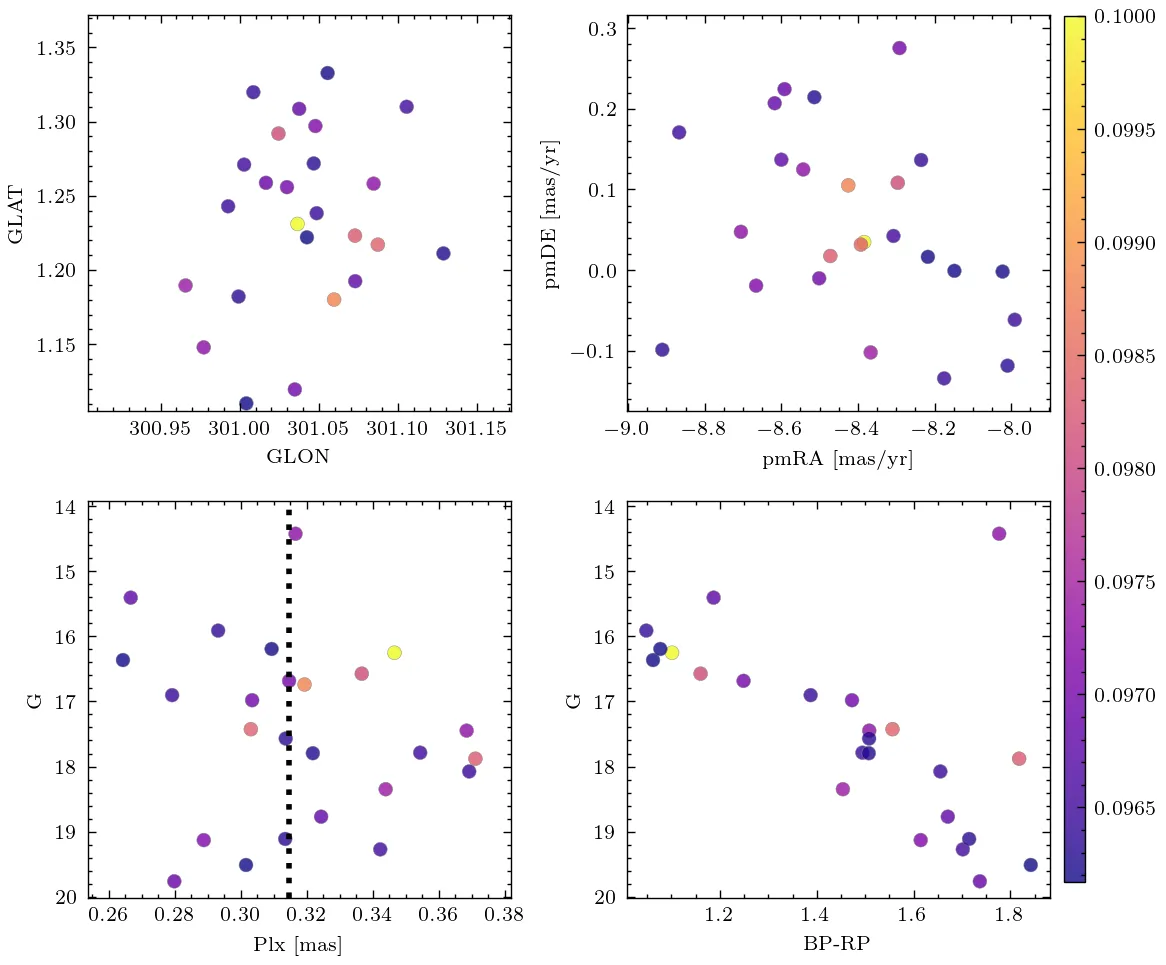 1.35
1.30
1.25
1.20
1.15
GLAT
300.95 301.00 301.05 301.10 301.15
GLON
0.3
0.2
0.1
0.0
−0.1
pmDE [mas/yr]
−9.0 −8.8 −8.6 −8.4 −8.2 −8.0
pmRA [mas/yr]
14
15
16
17
18
19
20
G
0.26 0.28 0.30 0.32 0.34 0.36 0.38
Plx [mas]
14
15
16
17
18
19
20
G
1.2 1.4 1.6 1.8
BP-RP
0.1000
0.0995
0.0990
0.0985
0.0980
0.0975
0.0970
0.0965